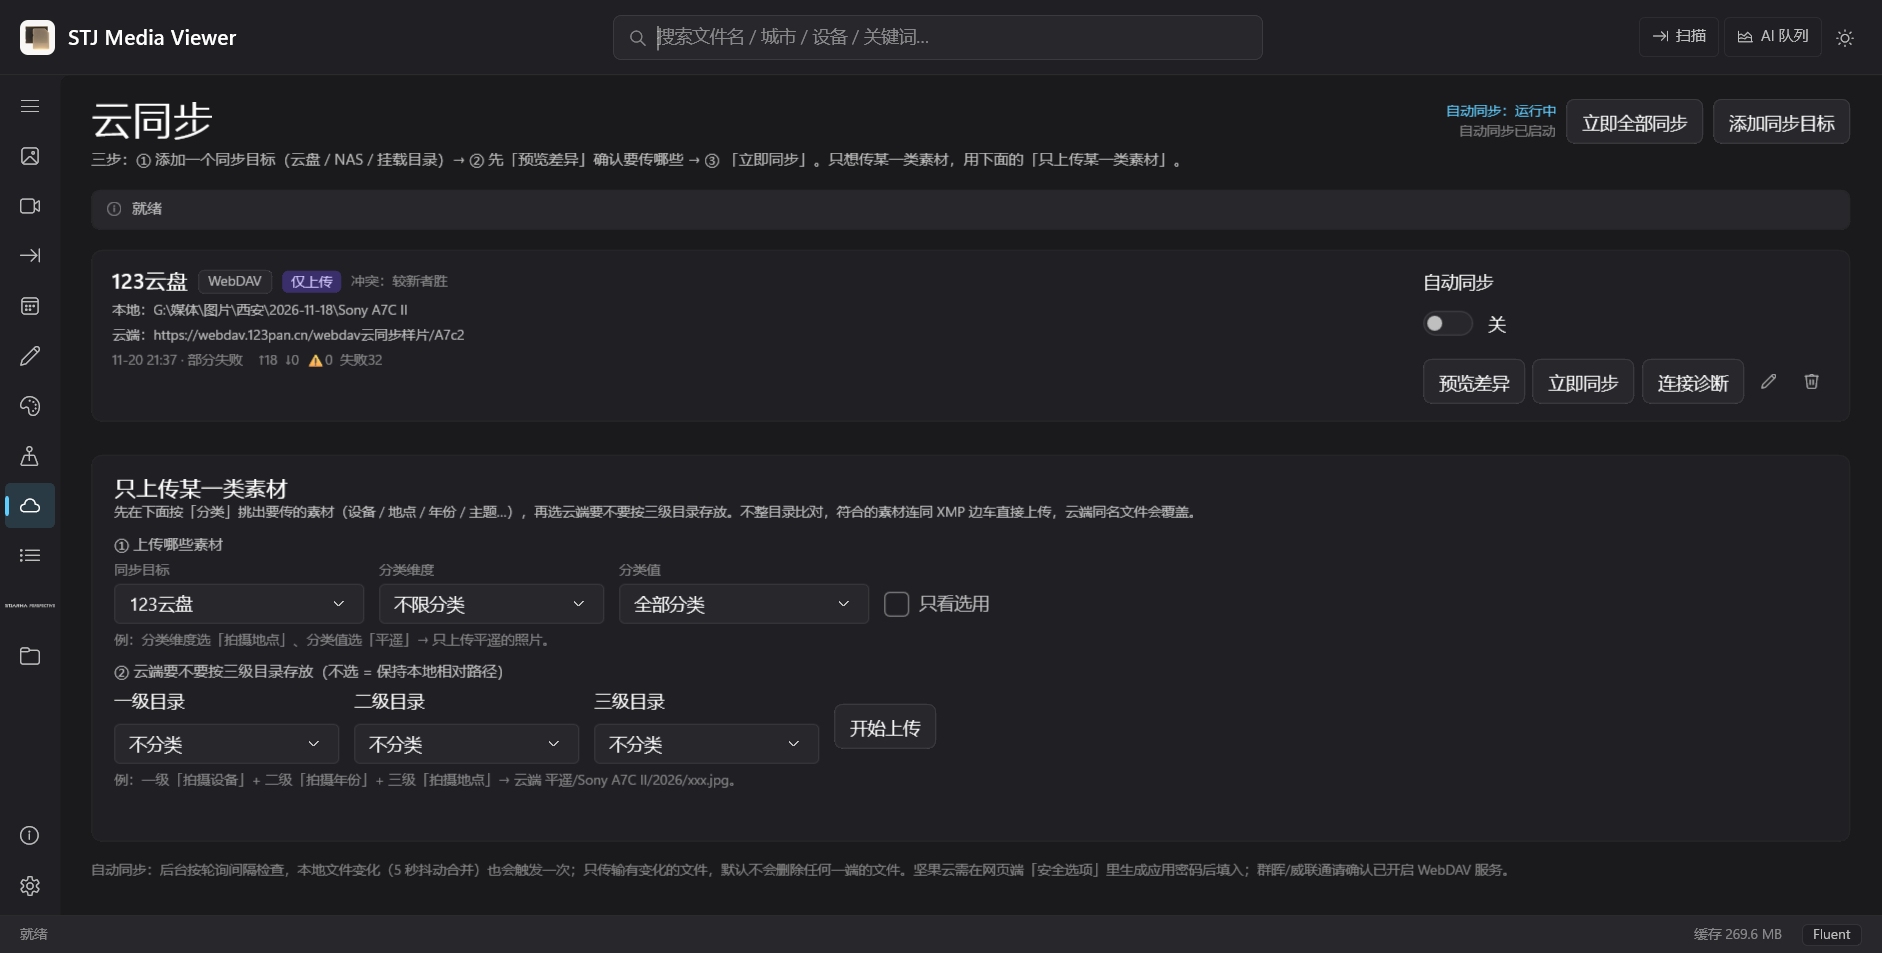 STJ Media Viewer
搜索文件名 / 城市 / 设备 / 关键词...
扫描
AI 队列
云同步
自动同步：运行中
自动同步已启动
立即全部同步
添加同步目标
三步：① 添加一个同步目标（云盘 / NAS / 挂载目录）→ ② 先「预览差异」确认要传哪些 → ③ 「立即同步」。只想传某一类素材，用下面的「只上传某一类素材」。
就绪
123云盘
WebDAV
仅上传
冲突：较新者胜
本地：G:\媒体\图片\西安\2026-11-18\Sony A7C II
云端：https://webdav.123pan.cn/webdav云同步样片/A7c2
11-20 21:37 · 部分失败 ↑18 ↓0 ⚠0 失败32
自动同步
关
预览差异
立即同步
连接诊断
只上传某一类素材
先在下面按「分类」挑出要传的素材（设备 / 地点 / 年份 / 主题...），再选云端要不要按三级目录存放。不整目录比对，符合的素材连同 XMP 边车直接上传，云端同名文件会覆盖。
① 上传哪些素材
同步目标
分类维度
分类值
123云盘
不限分类
全部分类
只看选用
例：分类维度选「拍摄地点」、分类值选「平遥」→ 只上传平遥的照片。
② 云端要不要按三级目录存放（不选 = 保持本地相对路径）
一级目录
二级目录
三级目录
不分类
不分类
不分类
开始上传
例：一级「拍摄设备」+ 二级「拍摄年份」+ 三级「拍摄地点」→ 云端 平遥/Sony A7C II/2026/xxx.jpg。
自动同步：后台按轮询间隔检查，本地文件变化（5 秒抖动合并）也会触发一次；只传输有变化的文件，默认不会删除任何一端的文件。坚果云需在网页端「安全选项」里生成应用密码后填入；群晖/威联通请确认已开启 WebDAV 服务。
就绪
缓存 269.6 MB
Fluent